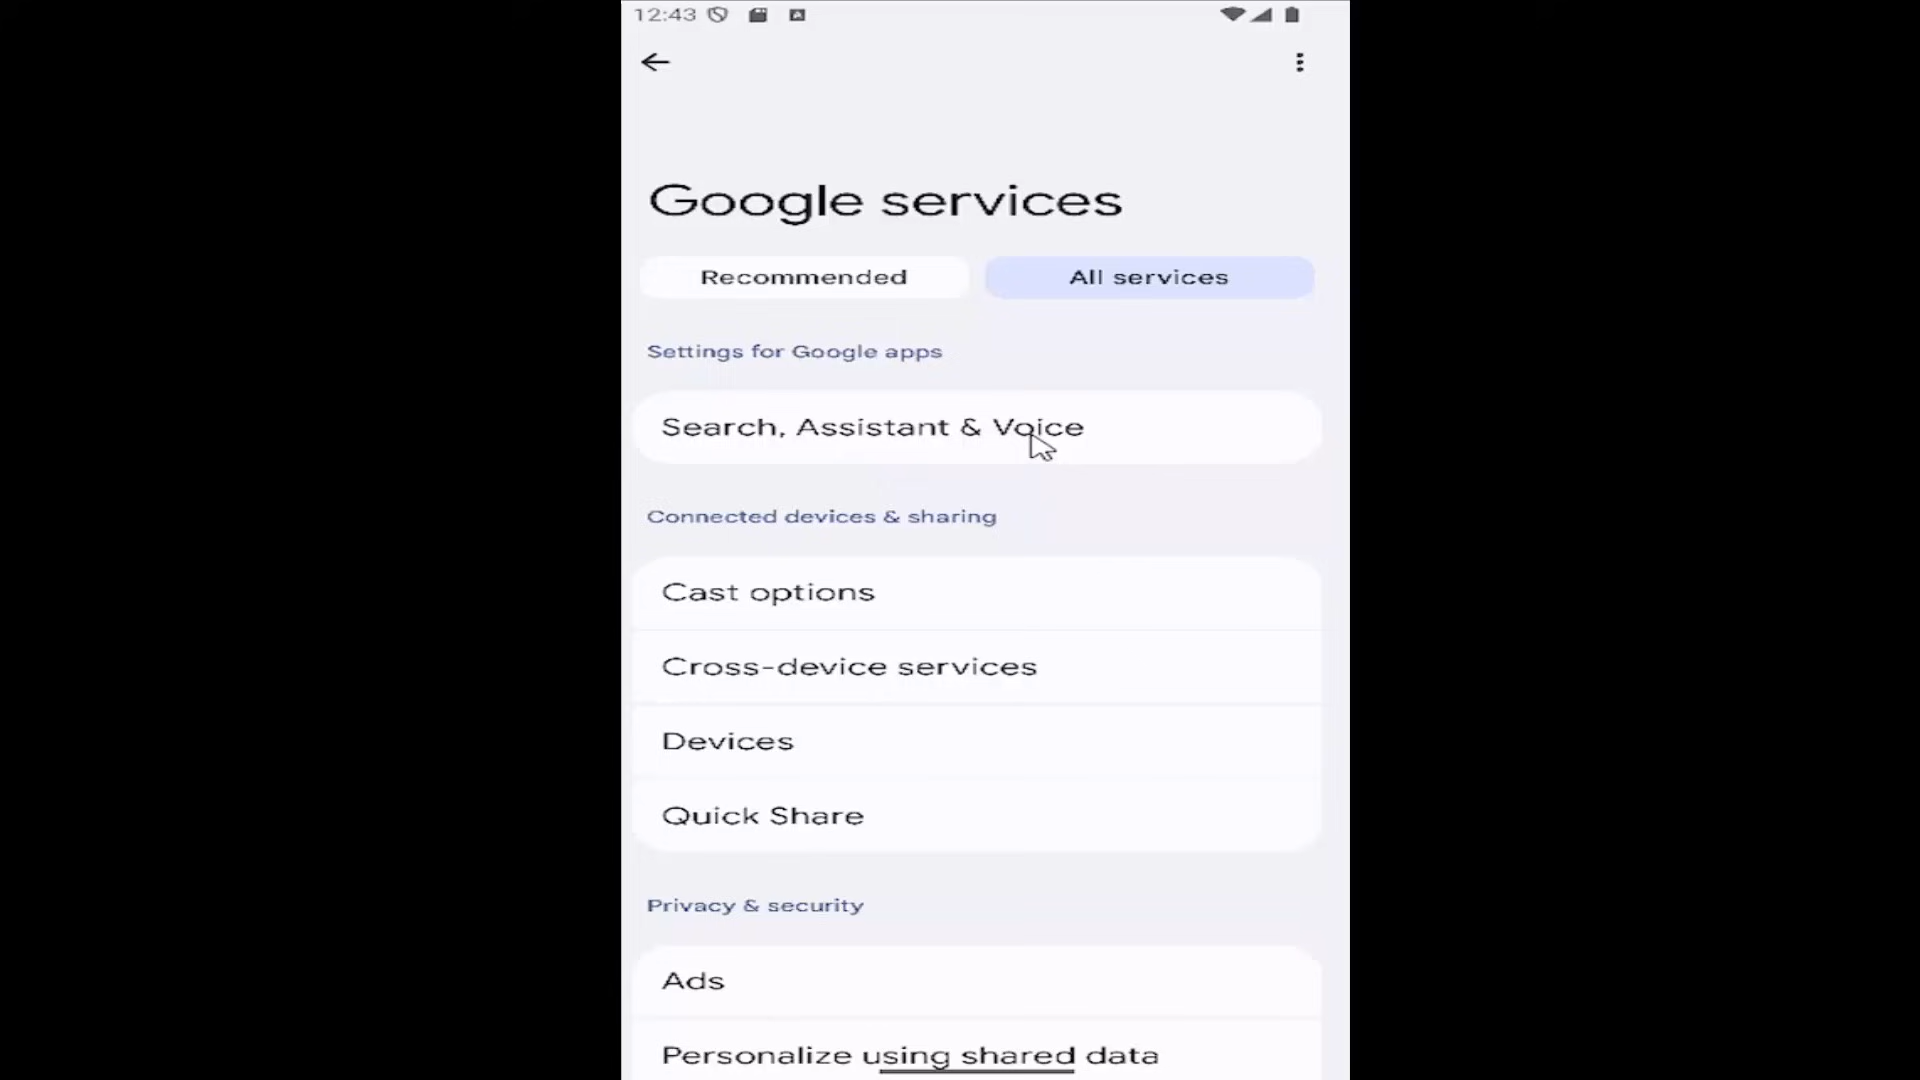 12:43
Google services
Recommended
All services
Settings for Google apps
Search, Assistant & Voice
Connected devices & sharing
Cast options
Cross-device services
Devices
Quick Share
Privacy & security
Ads
Personalize using shared data